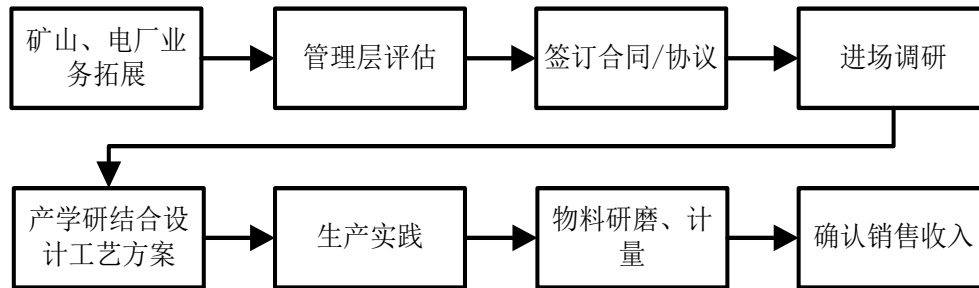 矿山、电厂业
务拓展
管理层评估
签订合同/协议
进场调研
产学研结合设
计工艺方案
生产实践
物料研磨、计
量
确认销售收入